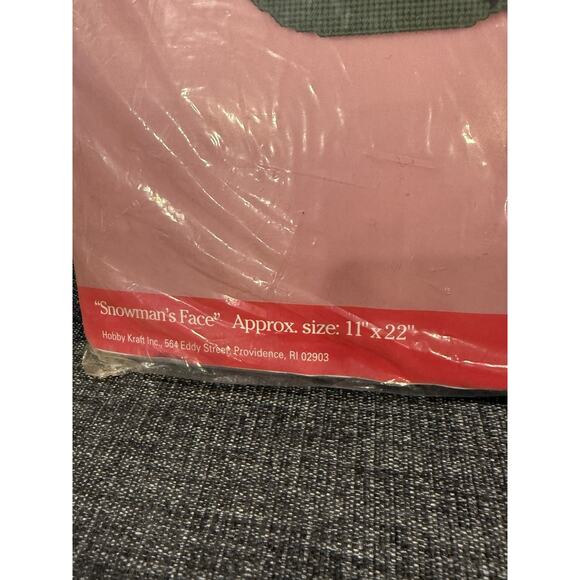 "Snowman's Face" Approx. size: 11" x 22"
Hobby Kraft Inc., 564 Eddy Street, Providence, RI 02903